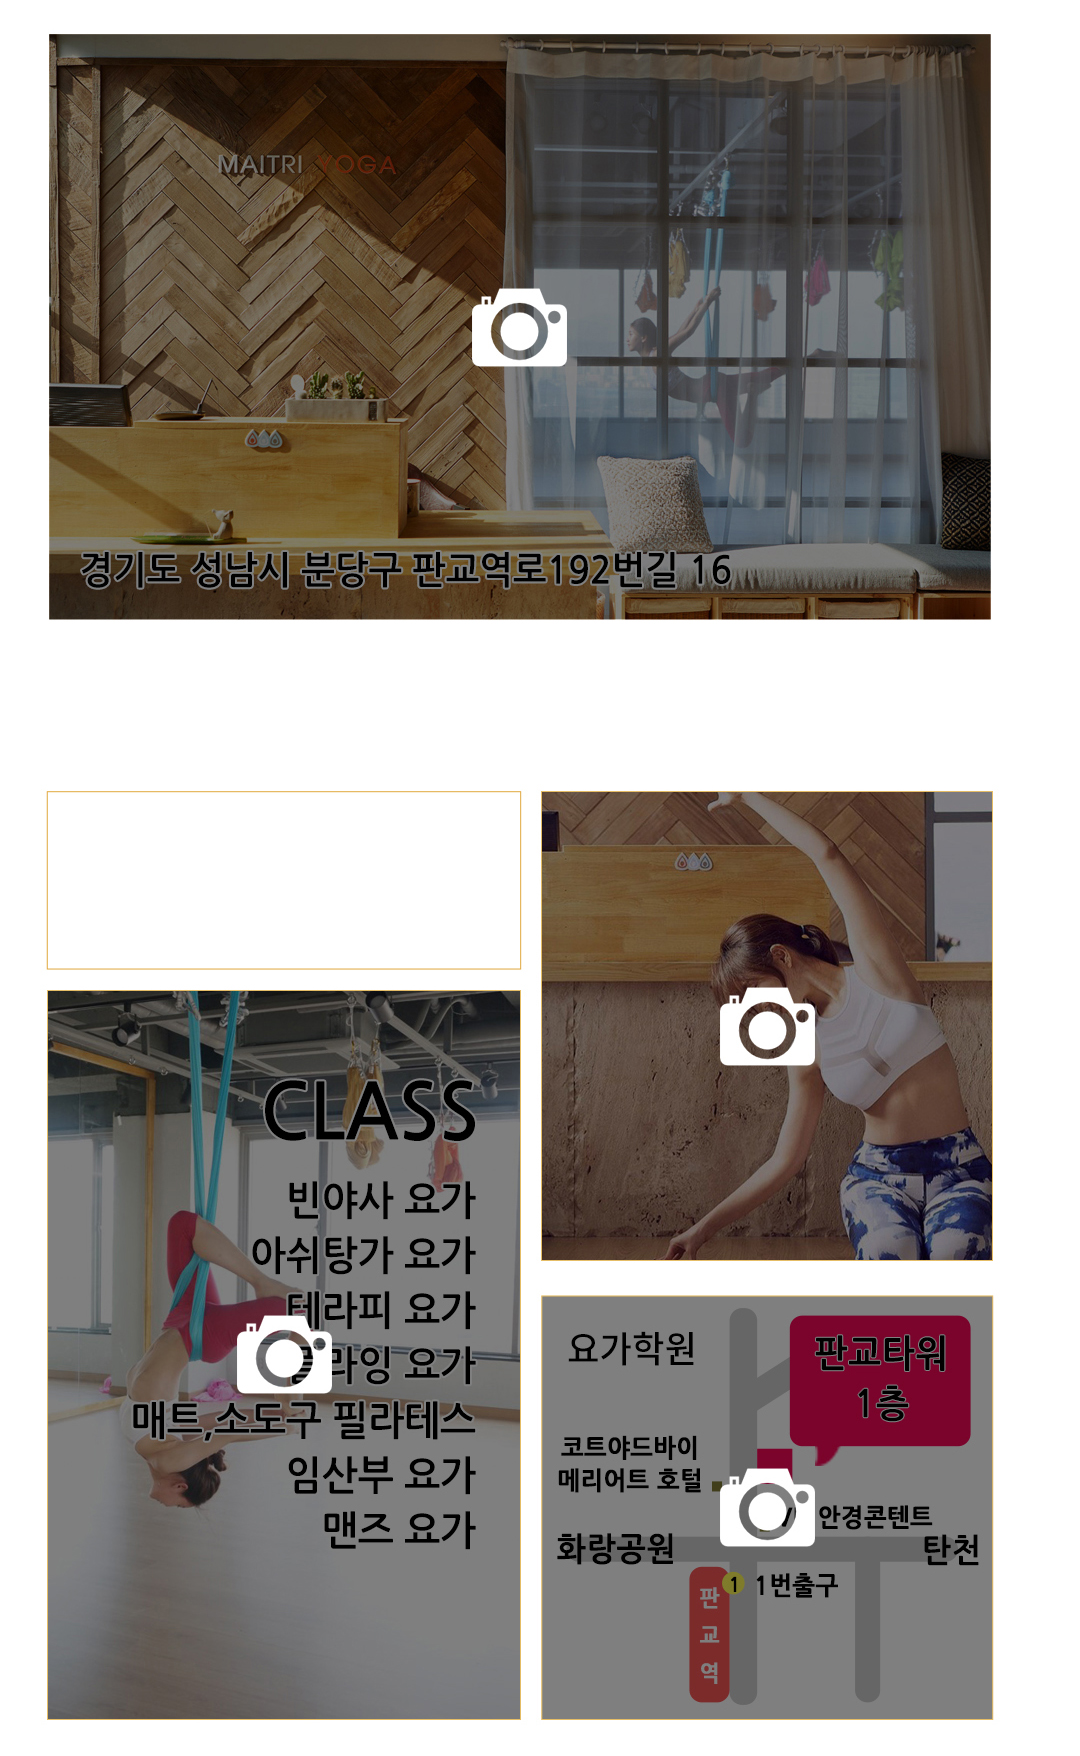 MAITRI YOGA
경기도 성남시 분당구 판교역로192번길 16
CLASS
빈야사 요가
아쉬탕가 요가
테라피 요가
요가
매트,소도구 필라테스
임산부 요가
맨즈 요가
요가학원
판교타워
1층
코트야드바이
메리어트 호털
안경콘텐트
화랑공원
탄천
1 1번출구
판
교
역